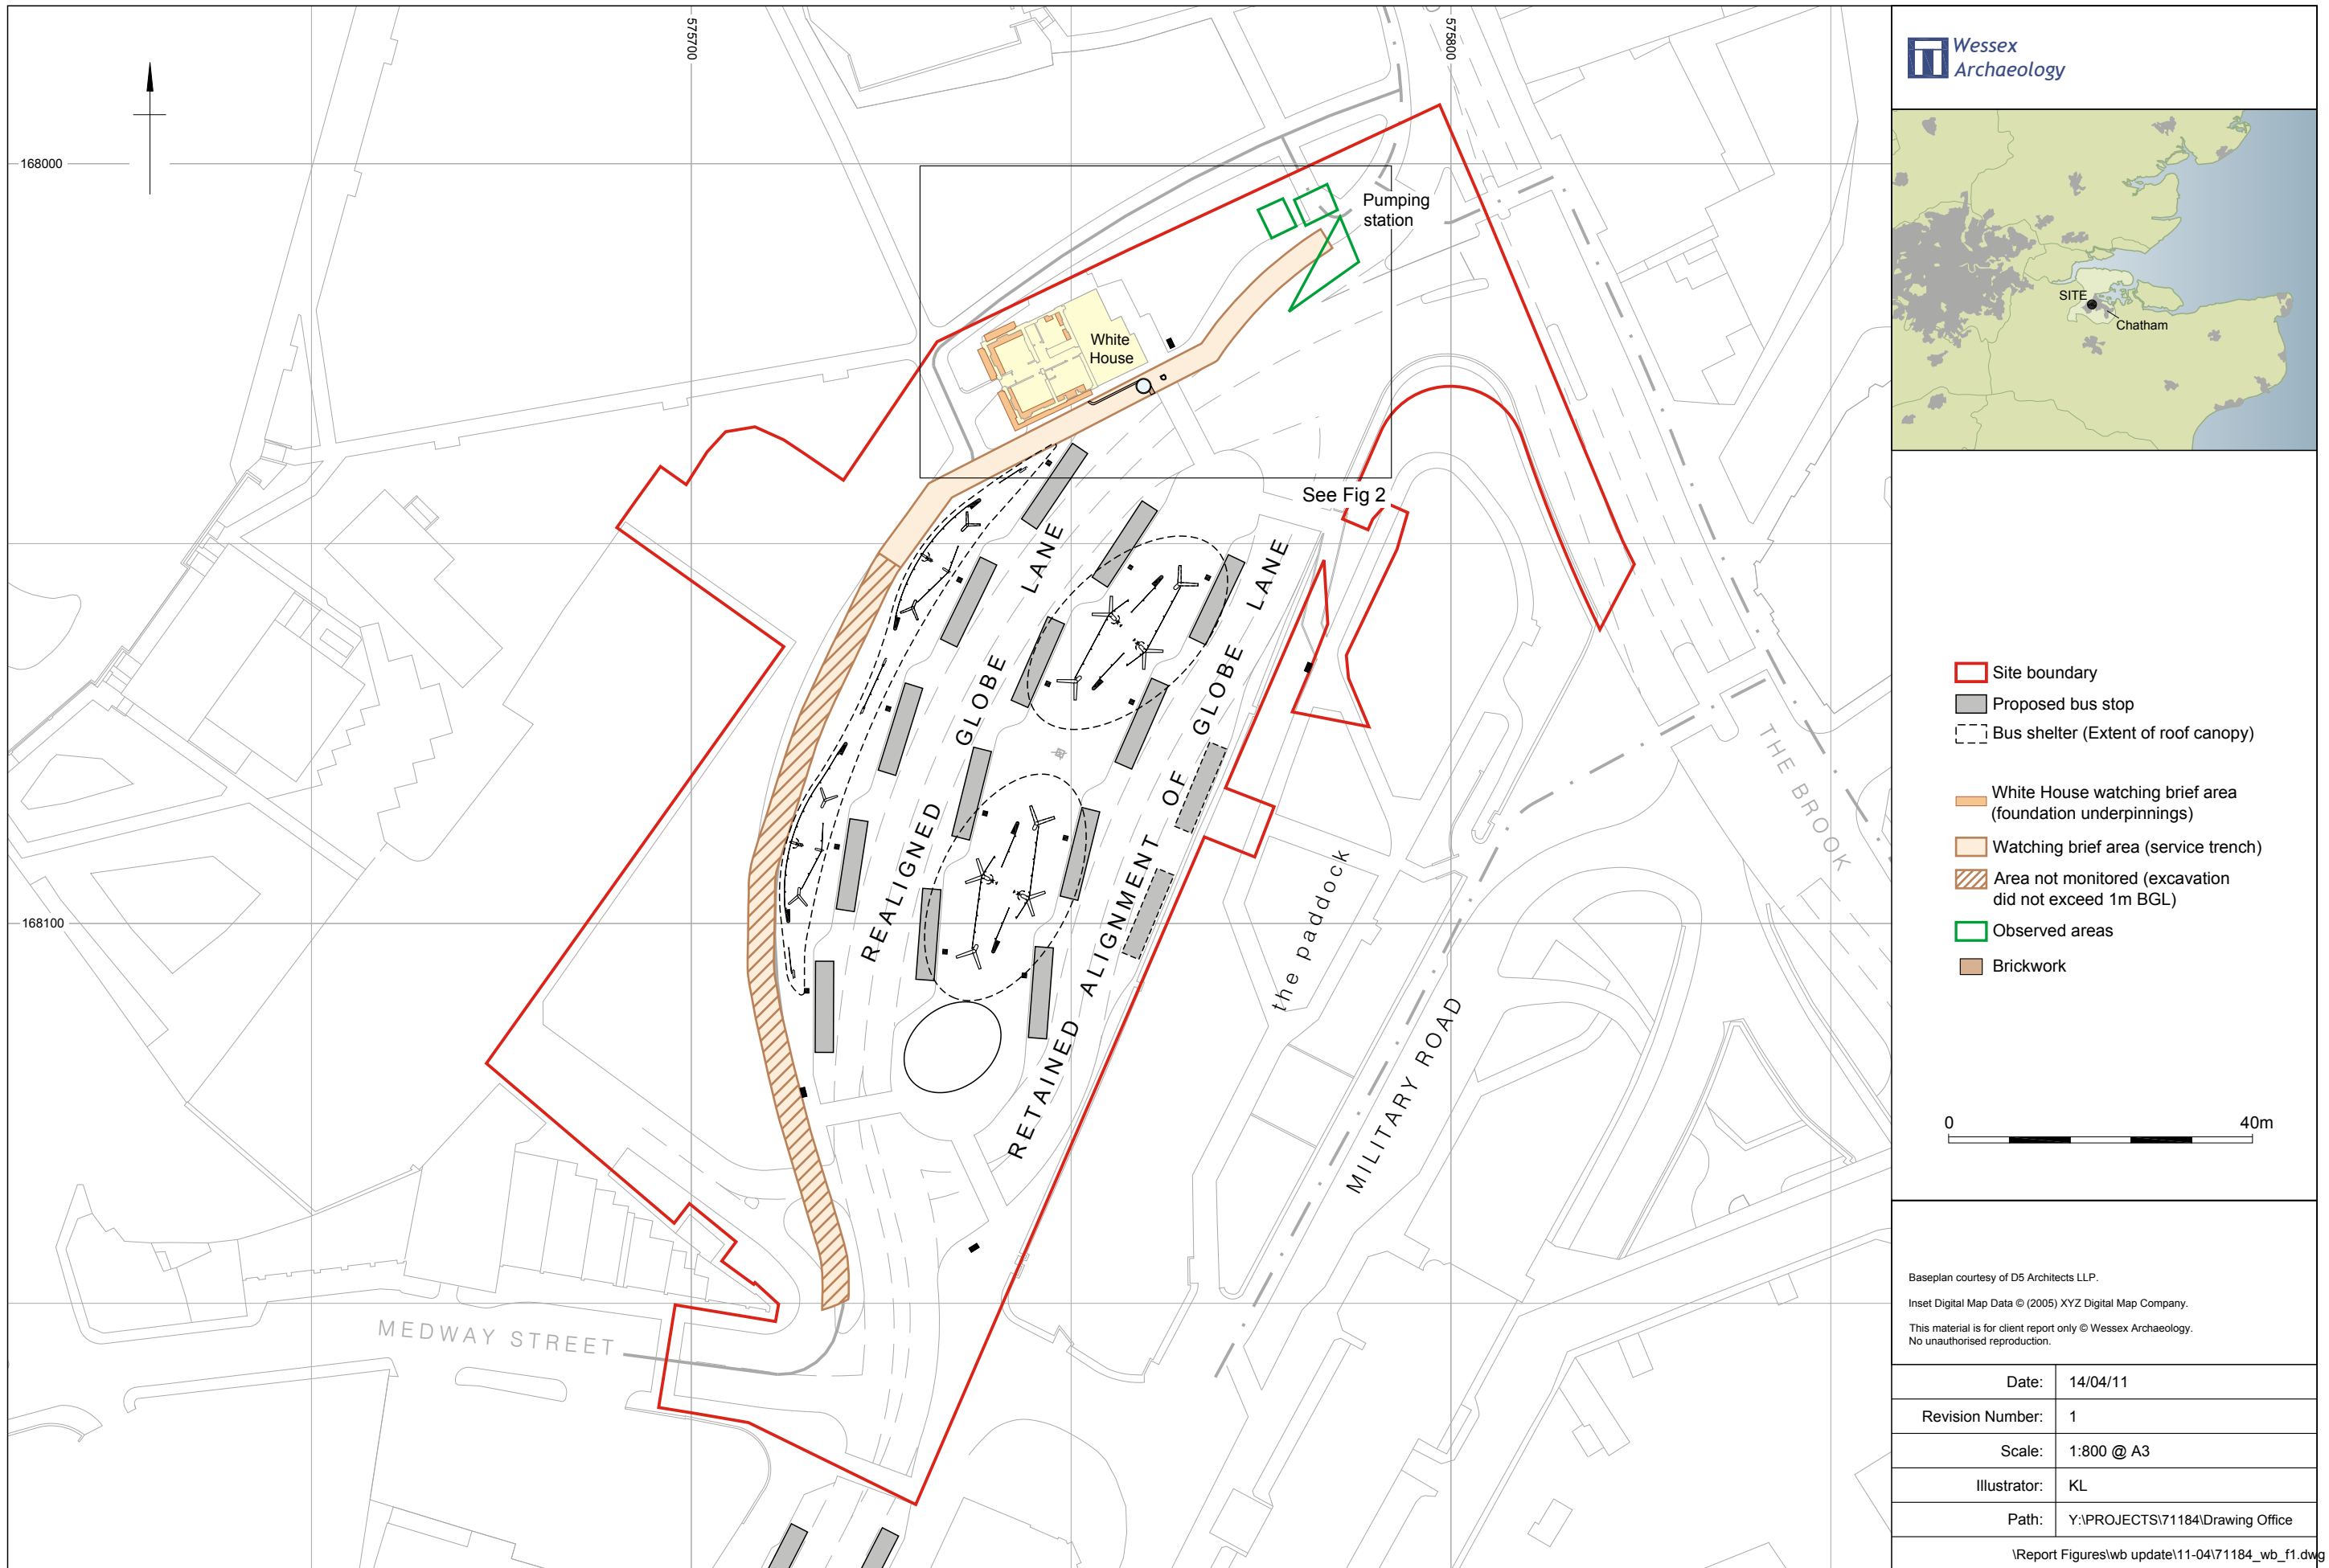 575700
575800
168000
Pumping
station
White
House
See Fig 2
REALIGNED GLOBE LANE
RETAINED ALIGNMENT OF GLOBE LANE
168100
the paddock
MILITARY ROAD
THE BROOK
MEDWAY STREET
Wessex
Archaeology
SITE
Chatham
Site boundary
Proposed bus stop
Bus shelter (Extent of roof canopy)
White House watching brief area
(foundation underpinnings)
Watching brief area (service trench)
Area not monitored (excavation
did not exceed 1m BGL)
Observed areas
Brickwork
0 40m
Baseplan courtesy of D5 Architects LLP.
Inset Digital Map Data © (2005) XYZ Digital Map Company.
This material is for client report only © Wessex Archaeology.
No unauthorised reproduction.
Date: 14/04/11
Revision Number: 1
Scale: 1:800 @ A3
Illustrator: KL
Path: Y:\PROJECTS\71184\Drawing Office
\Report Figures\wb update\11-04\71184_wb_f1.dwg